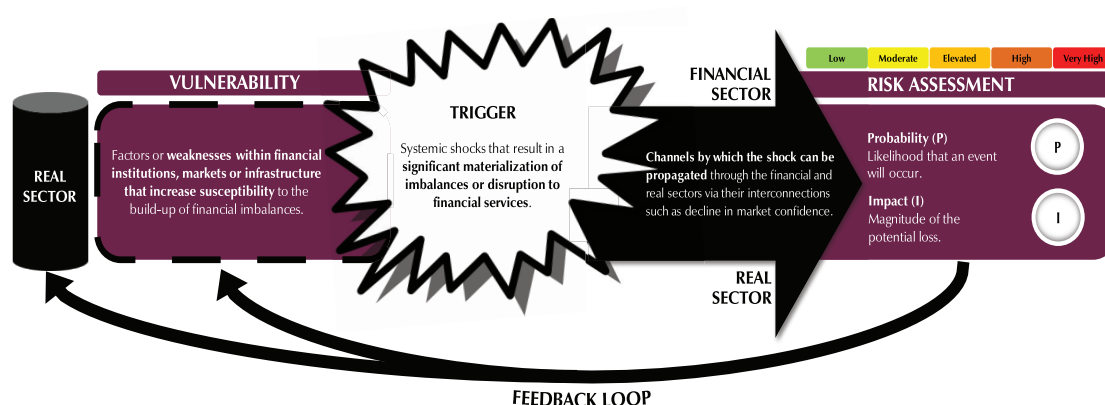 Low Moderate Elevated High Very High
VULNERABILITY
FINANCIAL
SECTOR
RISK ASSESSMENT
REAL
SECTOR
Factors or weaknesses within financial
institutions, markets or infrastructure
that increase susceptibility to the
build-up of financial imbalances.
TRIGGER
Systemic shocks that result in a
significant materialization of
imbalances or disruption to
financial services.
Channels by which the shock can be
propagated through the financial and
real sectors via their interconnections
such as decline in market confidence.
Probability (P)
Likelihood that an event
will occur.
P
Impact (I)
Magnitude of the
potential loss.
I
REAL
SECTOR
FEEDBACK LOOP